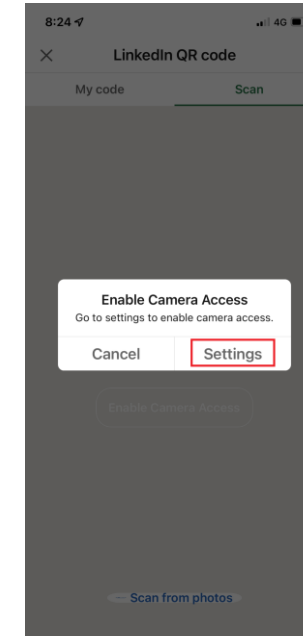 8:24
4G
LinkedIn QR code
My code
Scan
Enable Camera Access
Go to settings to enable camera access.
Cancel
Settings
Enable Camera Access
Scan from photos